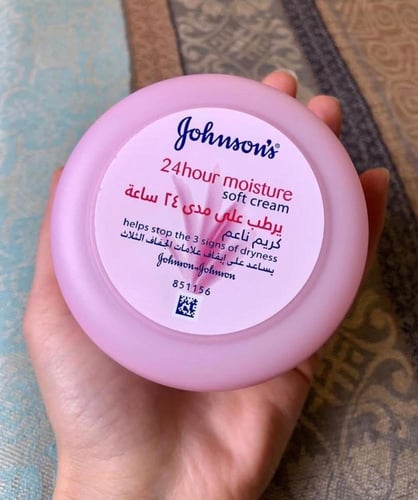 Johnson's®
24hour moisture
soft cream
يرطب على مدى ٢٤ ساعة
كريم ناعم
helps stop the 3 signs of dryness
يساعد على إيقاف علامات الجفاف الثلاث
Johnson & Johnson
851156